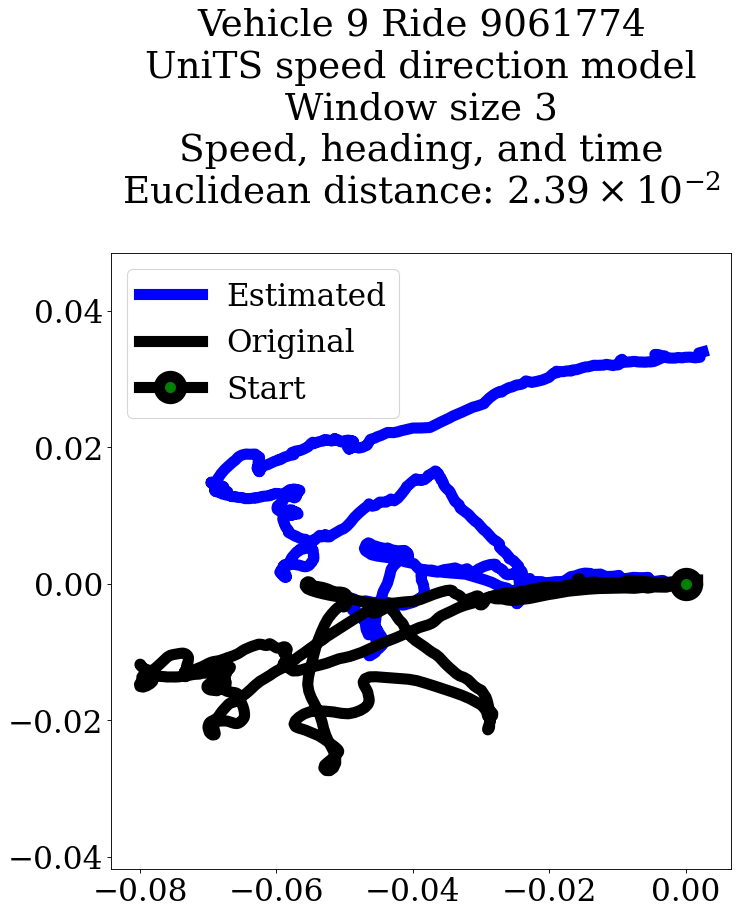 Vehicle 9 Ride 9061774
UniTS speed direction model
Window size 3
Speed, heading, and time
Euclidean distance: 2.39 × 10⁻²
Estimated
Original
Start
0.04
0.02
0.00
−0.02
−0.04
−0.08 −0.06 −0.04 −0.02 0.00